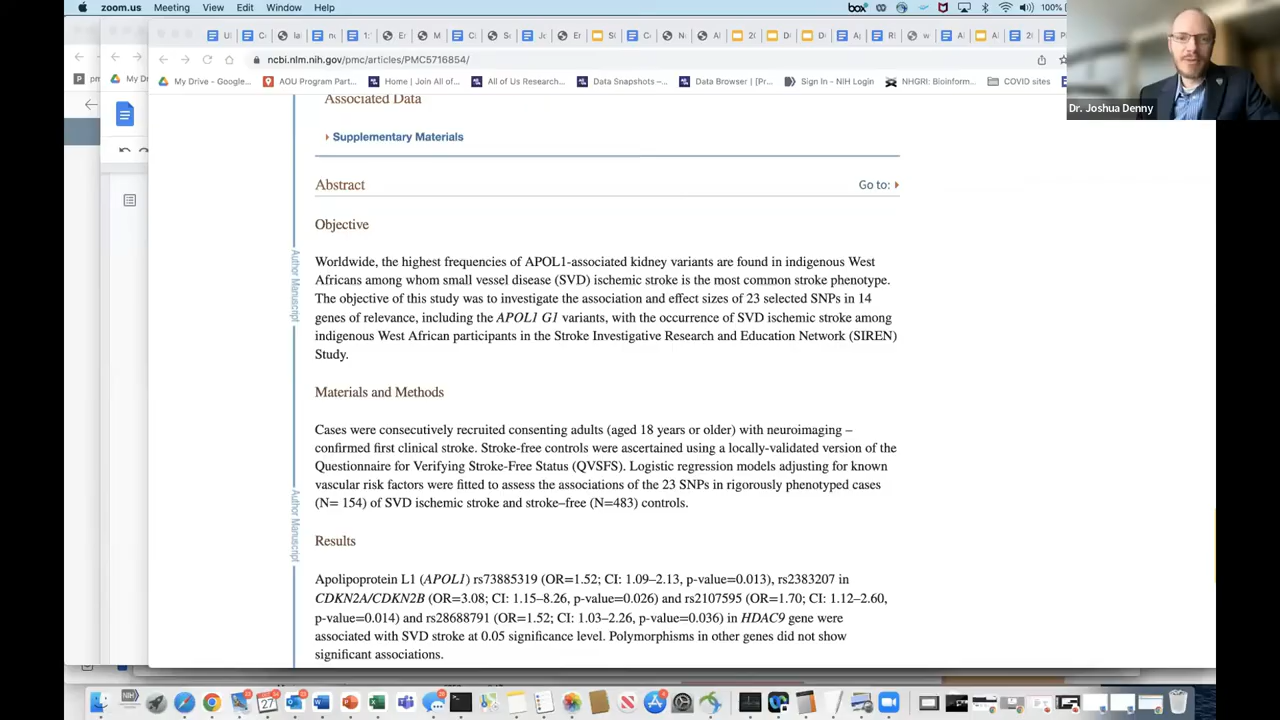 zoom.us Meeting View Edit Window Help
box 100%
ncbi.nlm.nih.gov/pmc/articles/PMC5716854/
My Drive My Drive - Google... AOU Program Part... Home | Join All of... All of Us Research... Data Snapshots –... Data Browser | [Pr... Sign In - NIH Login NHGRI: Bioinform... COVID sites
Dr. Joshua Denny
Associated Data
Supplementary Materials
Abstract Go to:
Objective
Worldwide, the highest frequencies of APOL1-associated kidney variants are found in indigenous West
Africans among whom small vessel disease (SVD) ischemic stroke is the most common stroke phenotype.
The objective of this study was to investigate the association and effect sizes of 23 selected SNPs in 14
genes of relevance, including the APOL1 G1 variants, with the occurrence of SVD ischemic stroke among
indigenous West African participants in the Stroke Investigative Research and Education Network (SIREN)
Study.
Author Manuscript
Materials and Methods
Cases were consecutively recruited consenting adults (aged 18 years or older) with neuroimaging –
confirmed first clinical stroke. Stroke-free controls were ascertained using a locally-validated version of the
Questionnaire for Verifying Stroke-Free Status (QVSFS). Logistic regression models adjusting for known
vascular risk factors were fitted to assess the associations of the 23 SNPs in rigorously phenotyped cases
(N= 154) of SVD ischemic stroke and stroke–free (N=483) controls.
Author Manuscript
Results
Apolipoprotein L1 (APOL1) rs73885319 (OR=1.52; CI: 1.09–2.13, p-value=0.013), rs2383207 in
CDKN2A/CDKN2B (OR=3.08; CI: 1.15–8.26, p-value=0.026) and rs2107595 (OR=1.70; CI: 1.12–2.60,
p-value=0.014) and rs28688791 (OR=1.52; CI: 1.03–2.26, p-value=0.036) in HDAC9 gene were
associated with SVD stroke at 0.05 significance level. Polymorphisms in other genes did not show
significant associations.
NIH 27